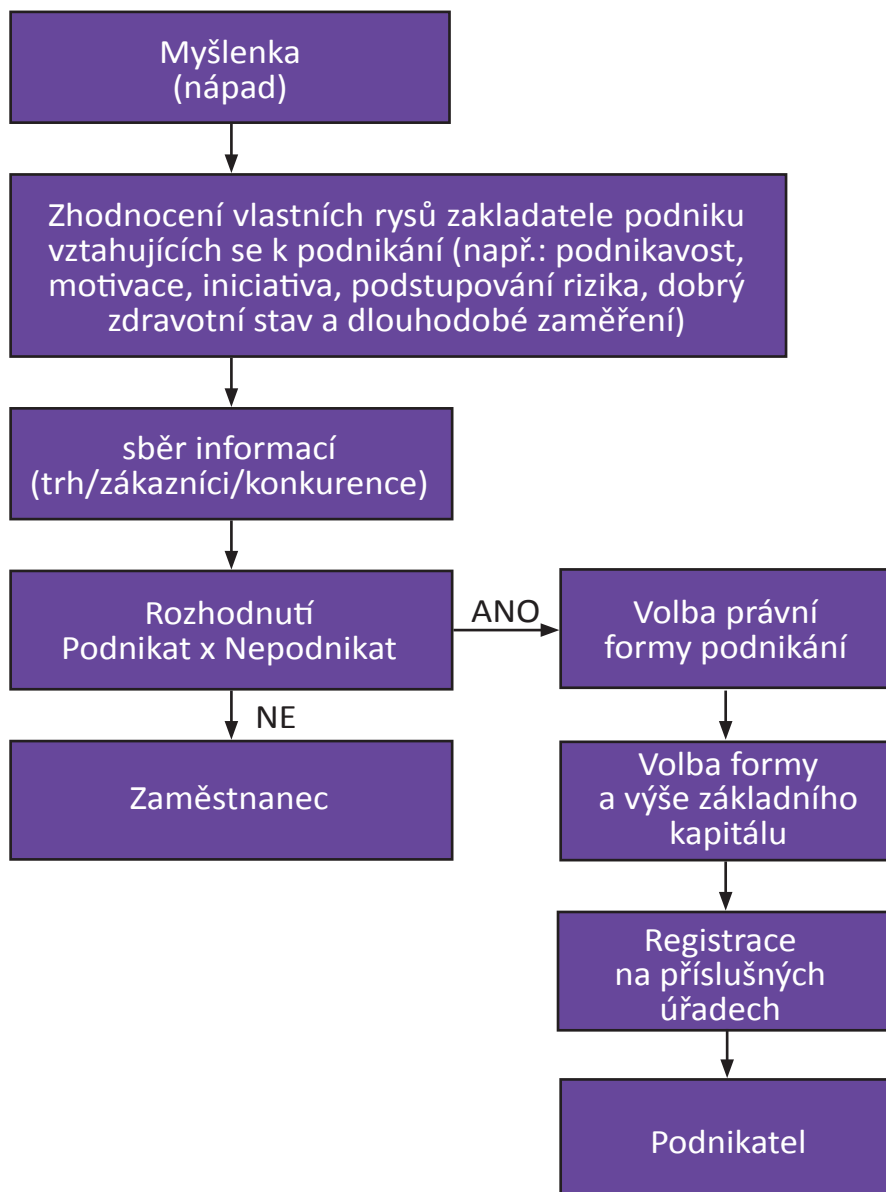 Myšlenka
(nápad)
Zhodnocení vlastních rysů zakladatele podniku
vztahujících se k podnikání (např.: podnikavost,
motivace, iniciativa, podstupování rizika, dobrý
zdravotní stav a dlouhodobé zaměření)
sběr informací
(trh/zákazníci/konkurence)
Rozhodnutí
Podnikat x Nepodnikat
ANO
Volba právní
formy podnikání
NE
Zaměstnanec
Volba formy
a výše základního
kapitálu
Registrace
na příslušných
úřadech
Podnikatel